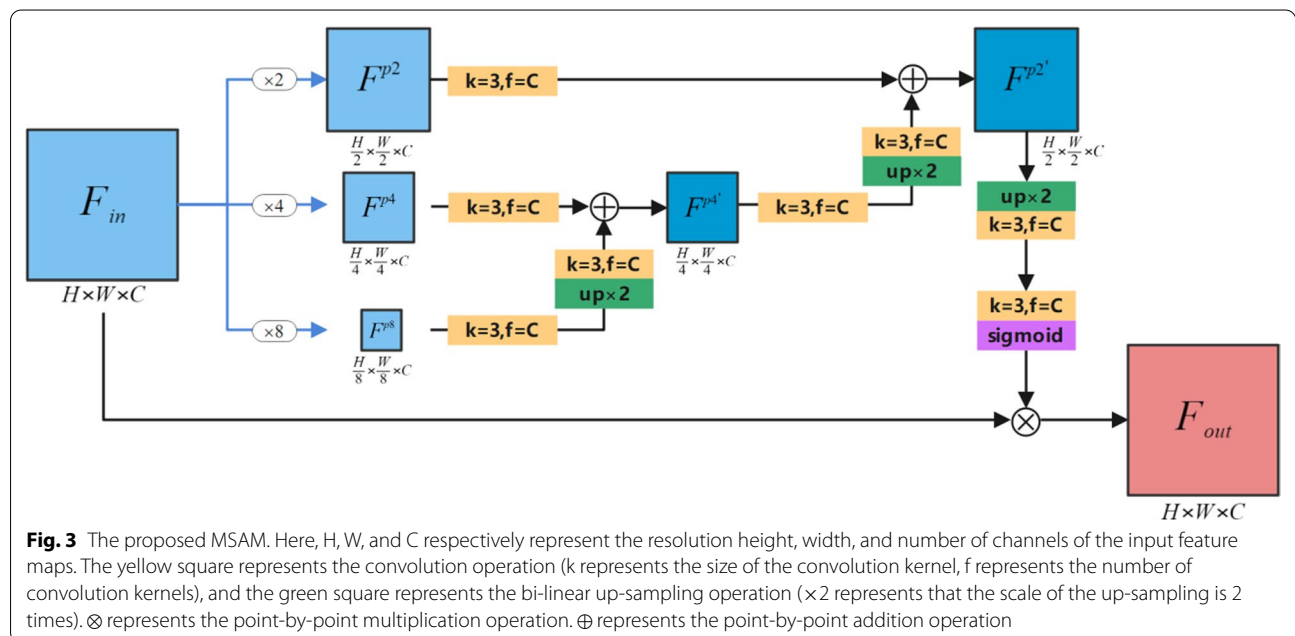 ×2
F^{p2}
k=3,f=C
F^{p2'}
H/2 × W/2 × C
k=3,f=C
up×2
H/2 × W/2 × C
F_{in}
H×W×C
×4
F^{p4}
k=3,f=C
F^{p4'}
k=3,f=C
up×2
k=3,f=C
H/4 × W/4 × C
H/4 × W/4 × C
k=3,f=C
up×2
×8
F^{p8}
k=3,f=C
H/8 × W/8 × C
k=3,f=C
sigmoid
F_{out}
H×W×C
Fig. 3 The proposed MSAM. Here, H, W, and C respectively represent the resolution height, width, and number of channels of the input feature
maps. The yellow square represents the convolution operation (k represents the size of the convolution kernel, f represents the number of
convolution kernels), and the green square represents the bi-linear up-sampling operation (×2 represents that the scale of the up-sampling is 2
times). ⊗ represents the point-by-point multiplication operation. ⊕ represents the point-by-point addition operation